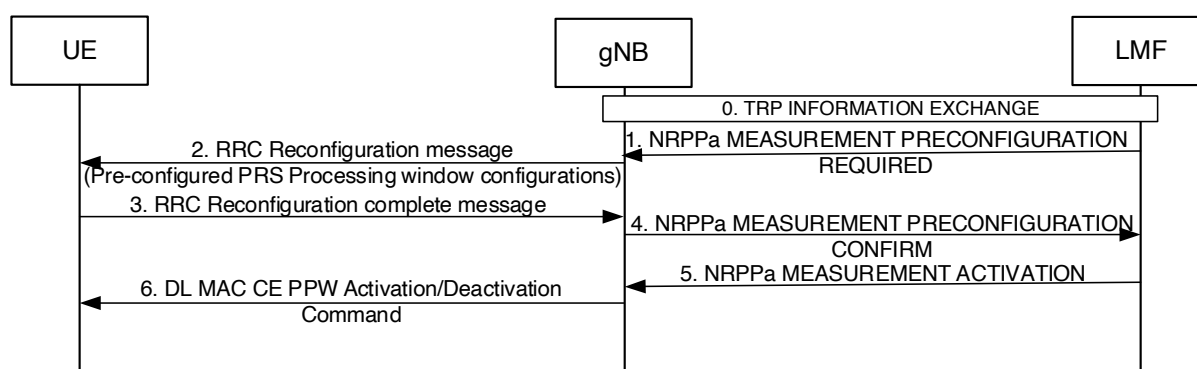 UE
gNB
LMF
0. TRP INFORMATION EXCHANGE
1. NRPPa MEASUREMENT PRECONFIGURATION
REQUIRED
2. RRC Reconfiguration message
(Pre-configured PRS Processing window configurations)
3. RRC Reconfiguration complete message
4. NRPPa MEASUREMENT PRECONFIGURATION
CONFIRM
5. NRPPa MEASUREMENT ACTIVATION
6. DL MAC CE PPW Activation/Deactivation
Command